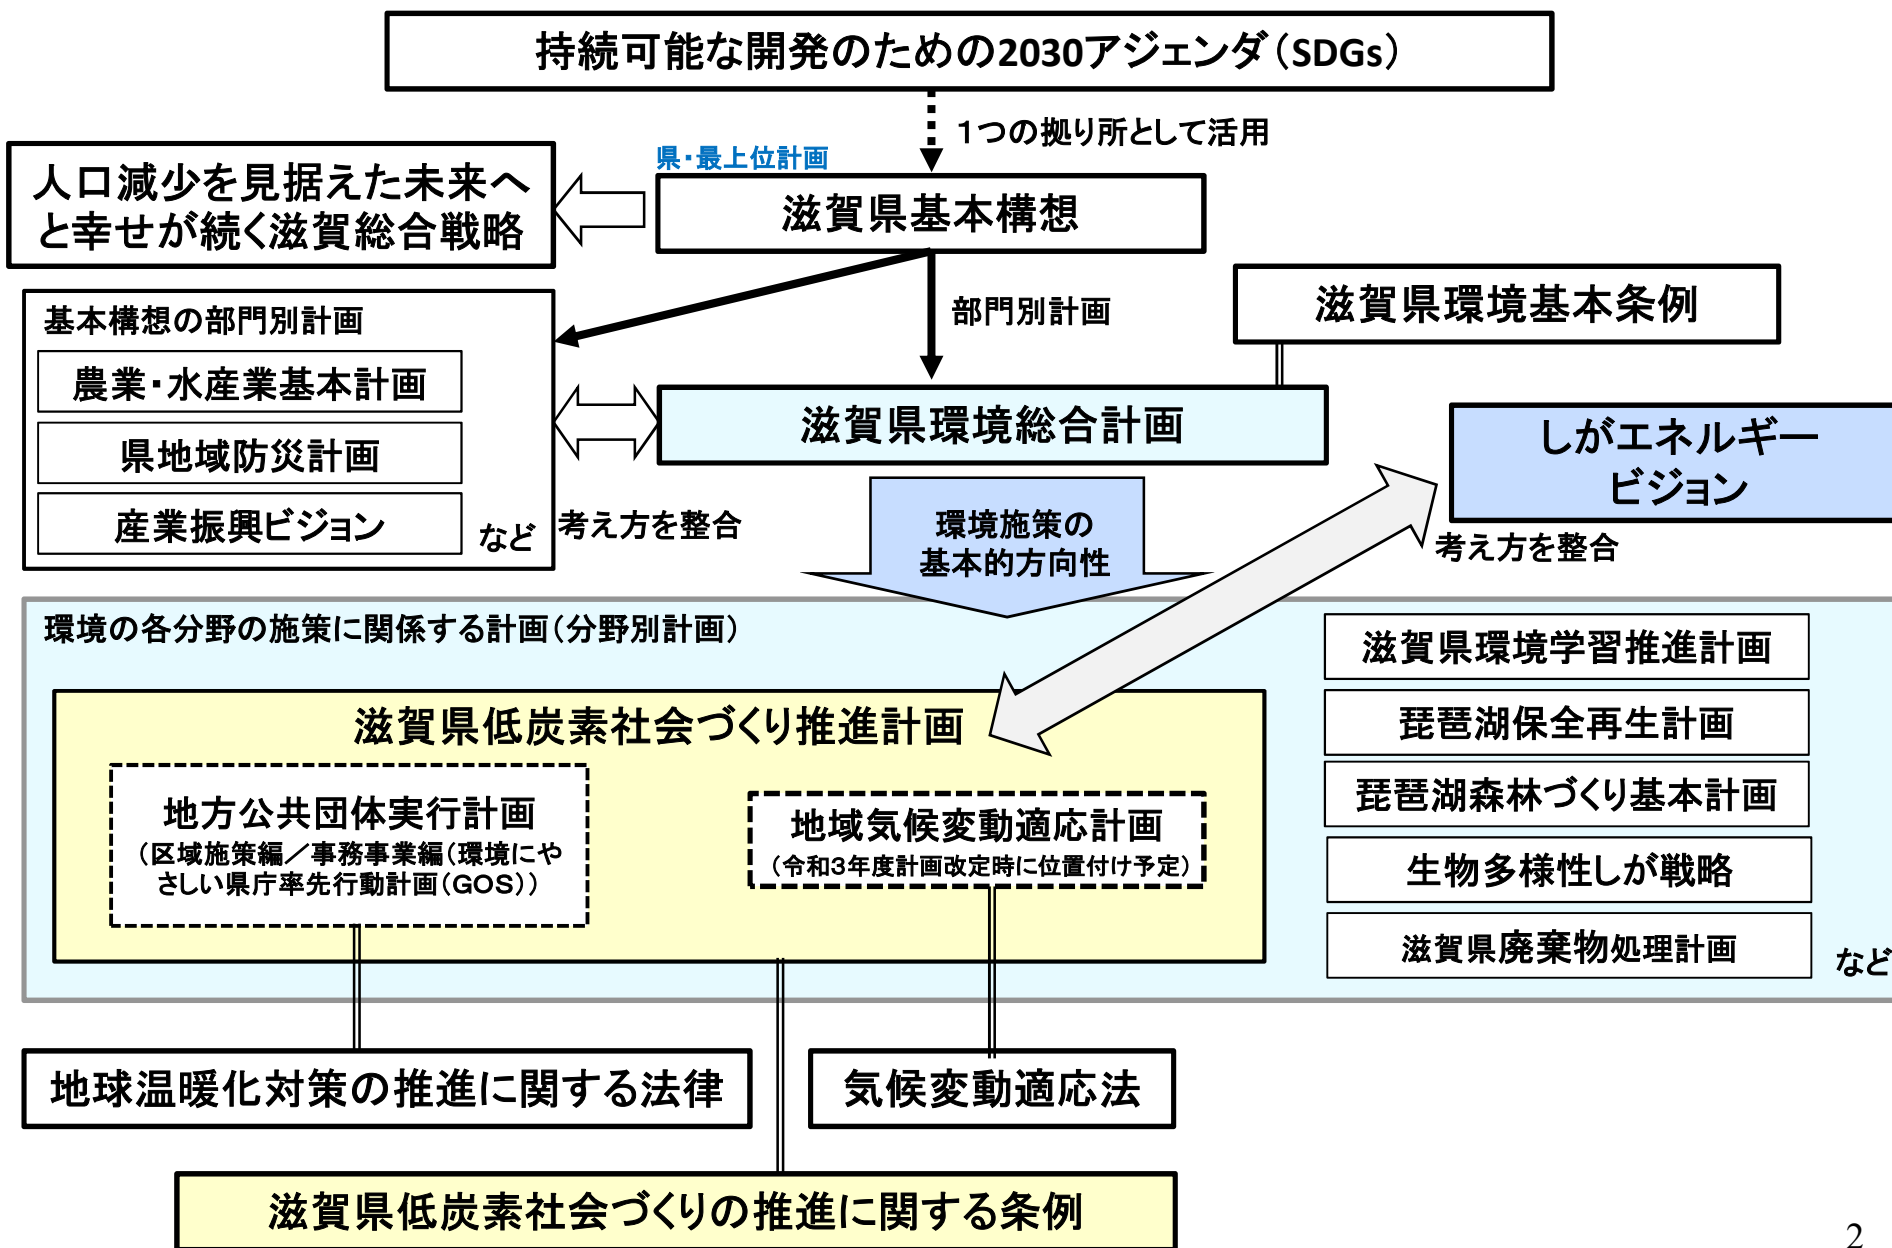 持続可能な開発のための2030アジェンダ(SDGs)
1つの拠り所として活用
県・最上位計画
人口減少を見据えた未来へ
と幸せが続く滋賀総合戦略
滋賀県基本構想
部門別計画
滋賀県環境基本条例
基本構想の部門別計画
農業・水産業基本計画
県地域防災計画
産業振興ビジョン
など
考え方を整合
滋賀県環境総合計画
しがエネルギー
ビジョン
考え方を整合
環境施策の
基本的方向性
環境の各分野の施策に関係する計画(分野別計画)
滋賀県低炭素社会づくり推進計画
地方公共団体実行計画
(区域施策編/事務事業編(環境にや
さしい県庁率先行動計画(GOS))
地域気候変動適応計画
(令和3年度計画改定時に位置付け予定)
滋賀県環境学習推進計画
琵琶湖保全再生計画
琵琶湖森林づくり基本計画
生物多様性しが戦略
滋賀県廃棄物処理計画
など
地球温暖化対策の推進に関する法律
気候変動適応法
滋賀県低炭素社会づくりの推進に関する条例
2